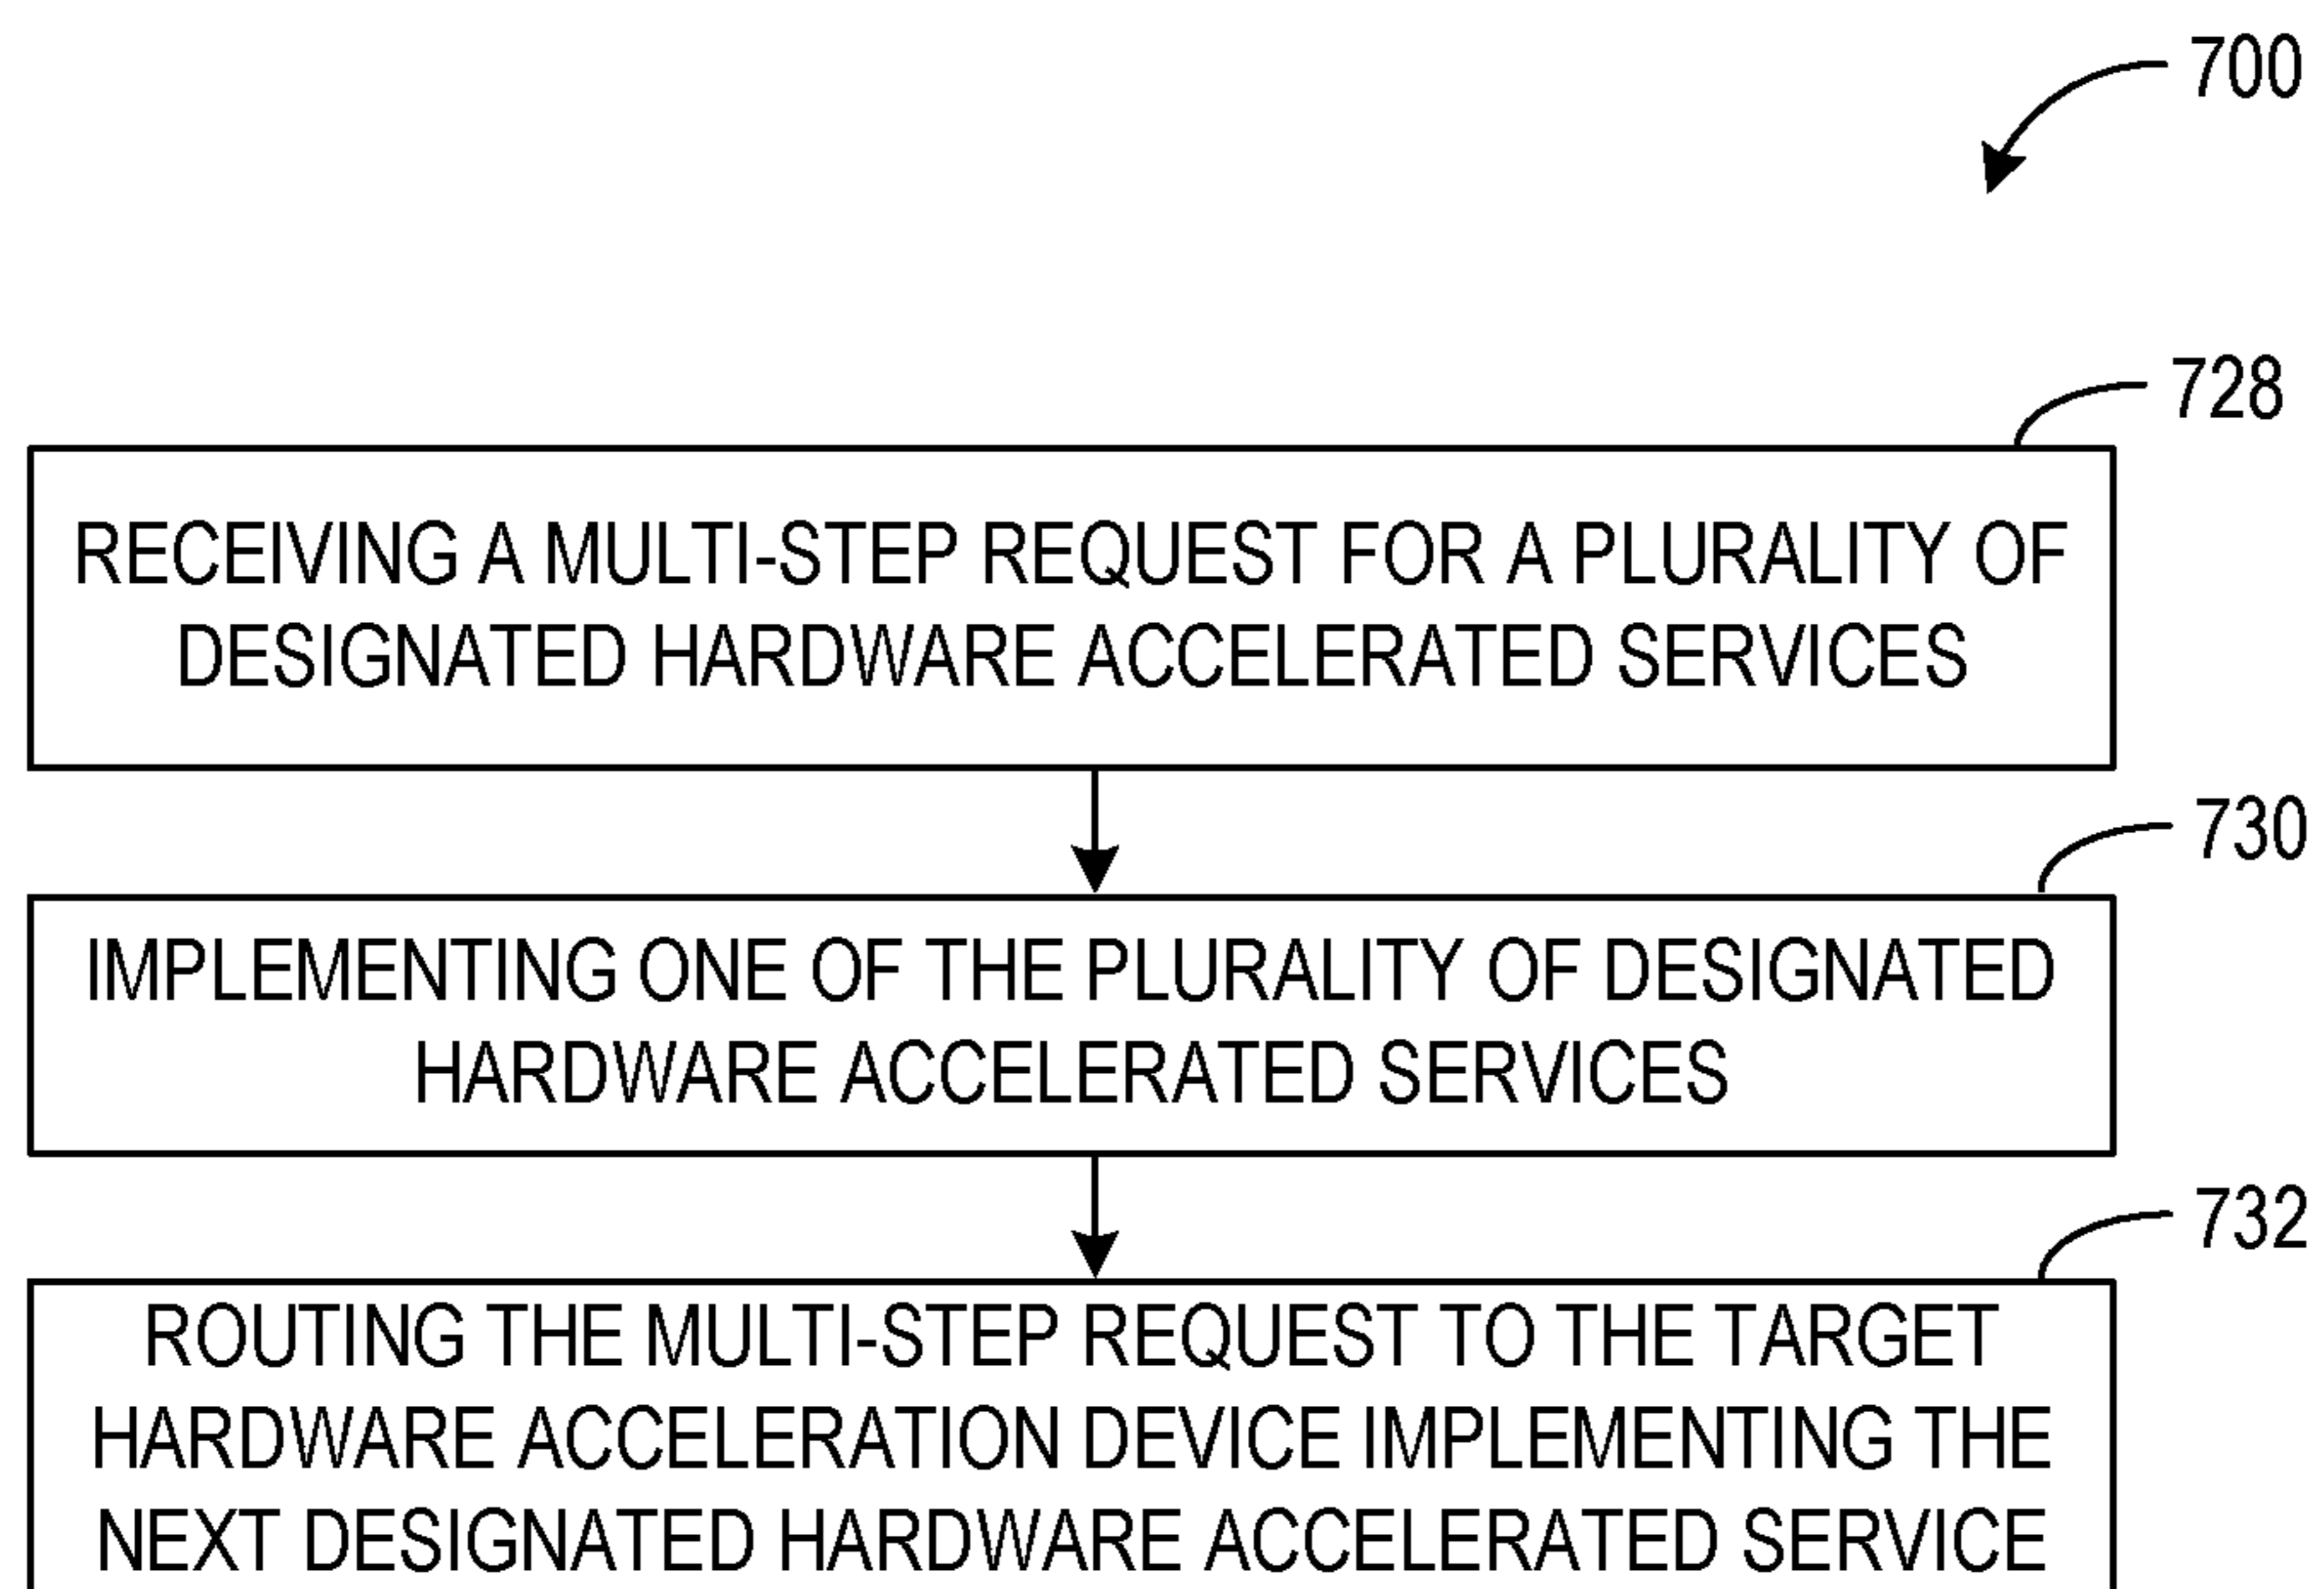 700
728
RECEIVING A MULTI-STEP REQUEST FOR A PLURALITY OF
DESIGNATED HARDWARE ACCELERATED SERVICES
730
IMPLEMENTING ONE OF THE PLURALITY OF DESIGNATED
HARDWARE ACCELERATED SERVICES
732
ROUTING THE MULTI-STEP REQUEST TO THE TARGET
HARDWARE ACCELERATION DEVICE IMPLEMENTING THE
NEXT DESIGNATED HARDWARE ACCELERATED SERVICE